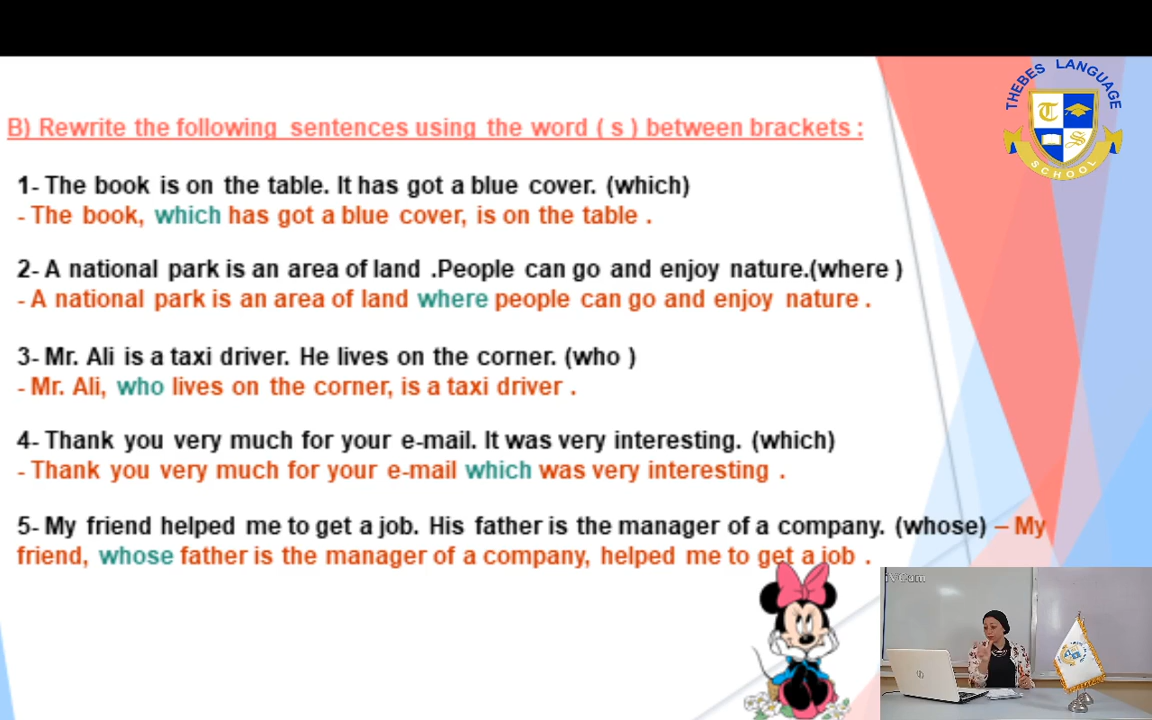 THEBES LANGUAGE
T
S
SCHOOL
B) Rewrite the following sentences using the word ( s ) between brackets :
1- The book is on the table. It has got a blue cover. (which)
- The book, which has got a blue cover, is on the table .
2- A national park is an area of land .People can go and enjoy nature.(where )
- A national park is an area of land where people can go and enjoy nature .
3- Mr. Ali is a taxi driver. He lives on the corner. (who )
- Mr. Ali, who lives on the corner, is a taxi driver .
4- Thank you very much for your e-mail. It was very interesting. (which)
- Thank you very much for your e-mail which was very interesting .
5- My friend helped me to get a job. His father is the manager of a company. (whose) – My
friend, whose father is the manager of a company, helped me to get a job .
iVCam